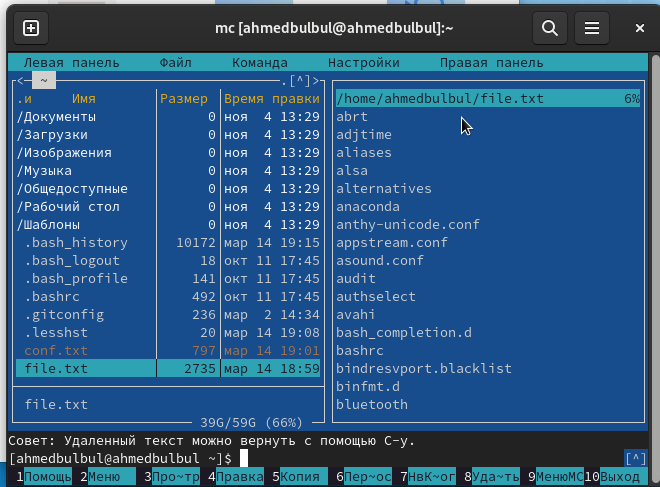 mc [ahmedbulbul@ahmedbulbul]:~
Левая панель Файл Команда Настройки Правая панель
<— ~ .[^]>
.и Имя Размер Время правки
/Документы 0 ноя 4 13:29
/Загрузки 0 ноя 4 13:29
/Изображения 0 ноя 4 13:29
/Музыка 0 ноя 4 13:29
/Общедоступные 0 ноя 4 13:29
/Рабочий стол 0 ноя 4 13:29
/Шаблоны 0 ноя 4 13:29
.bash_history 10172 мар 14 19:15
.bash_logout 18 окт 11 17:45
.bash_profile 141 окт 11 17:45
.bashrc 492 окт 11 17:45
.gitconfig 236 мар 2 14:34
.lesshst 20 мар 14 19:08
conf.txt 797 мар 14 19:01
file.txt 2735 мар 14 18:59
file.txt
39G/59G (66%)
/home/ahmedbulbul/file.txt 6%
abrt
adjtime
aliases
alsa
alternatives
anaconda
anthy-unicode.conf
appstream.conf
asound.conf
audit
authselect
avahi
bash_completion.d
bashrc
bindresvport.blacklist
binfmt.d
bluetooth
Совет: Удаленный текст можно вернуть с помощью C-y.
[ahmedbulbul@ahmedbulbul ~]$ [^]
1Помощь 2Меню 3Про~тр 4Правка 5Копия 6Пер~ос 7НвК~ог 8Уда~ть 9МенюMC 10Выход